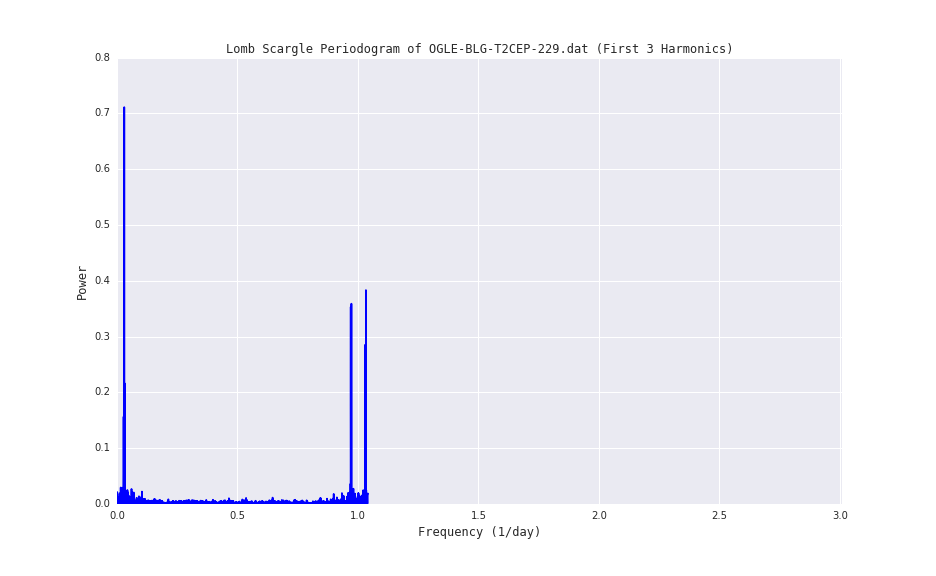 Lomb Scargle Periodogram of OGLE-BLG-T2CEP-229.dat (First 3 Harmonics)
0.8
0.7
0.6
0.5
0.4
0.3
0.2
0.1
0.0
Power
0.0 0.5 1.0 1.5 2.0 2.5 3.0
Frequency (1/day)